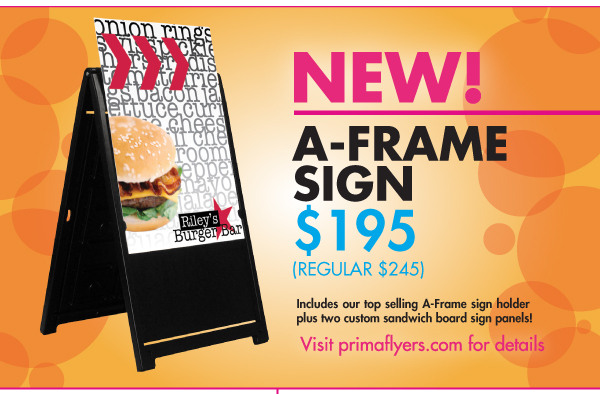 onion rings
lettuce
Riley's
Burger Bar
NEW!
A-FRAME
SIGN
$195
(REGULAR $245)
Includes our top selling A-Frame sign holder
plus two custom sandwich board sign panels!
Visit primaflyers.com for details